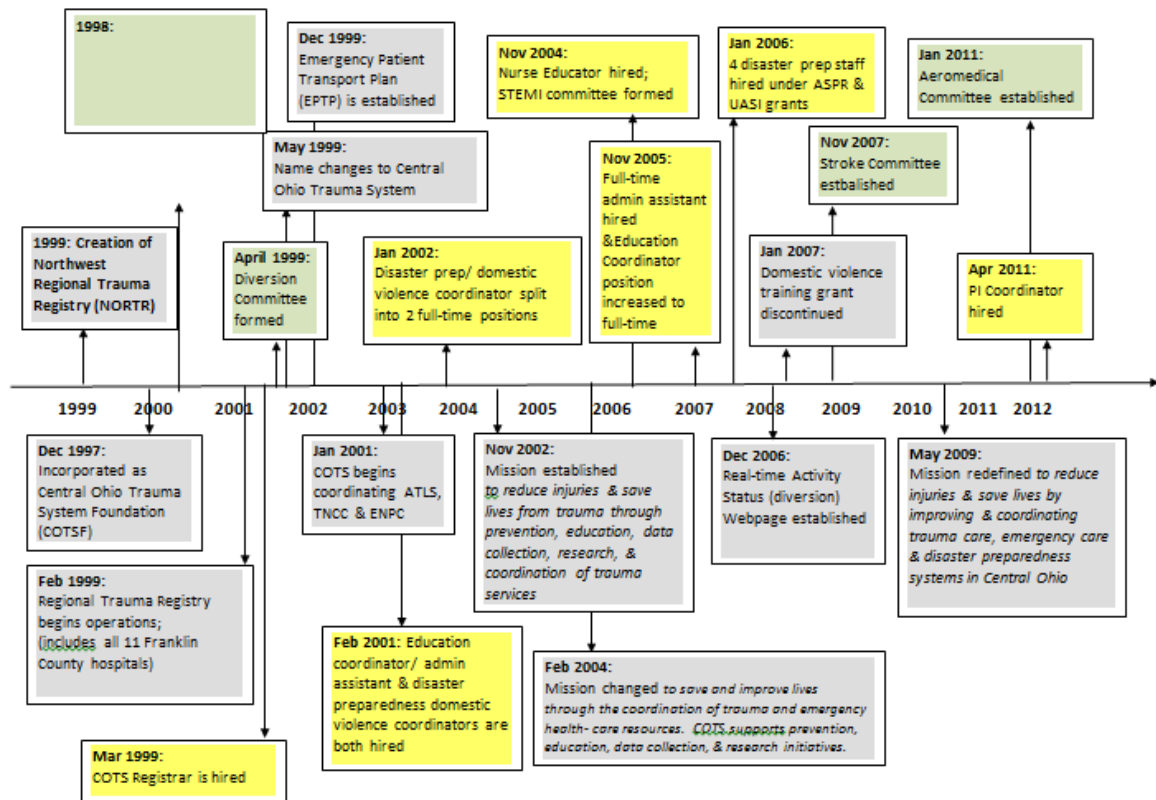 1998:
Dec 1999:
Emergency Patient
Transport Plan
(EPTP) is established
Nov 2004:
Nurse Educator hired;
STEMI committee formed
Jan 2006:
4 disaster prep staff
hired under ASPR &
UASI grants
Jan 2011:
Aeromedical
Committee established
May 1999:
Name changes to Central
Ohio Trauma System
Nov 2005:
Full-time
admin assistant
hired
&Education
Coordinator
position
increased to
full-time
Nov 2007:
Stroke Committee
estbalished
1999: Creation of
Northwest
Regional Trauma
Registry (NORTR)
April 1999:
Diversion
Committee
formed
Jan 2002:
Disaster prep/ domestic
violence coordinator split
into 2 full-time positions
Jan 2007:
Domestic violence
training grant
discontinued
Apr 2011:
PI Coordinator
hired
1999 2000 2001 2002 2003 2004 2005 2006 2007 2008 2009 2010 2011 2012
Dec 1997:
Incorporated as
Central Ohio Trauma
System Foundation
(COTSF)
Jan 2001:
COTS begins
coordinating ATLS,
TNCC & ENPC
Nov 2002:
Mission established
to reduce injuries & save
lives from trauma through
prevention, education, data
collection, research, &
coordination of trauma
services
Dec 2006:
Real-time Activity
Status (diversion)
Webpage established
May 2009:
Mission redefined to reduce
injuries & save lives by
improving & coordinating
trauma care, emergency care
& disaster preparedness
systems in Central Ohio
Feb 1999:
Regional Trauma Registry
begins operations;
(includes all 11 Franklin
County hospitals)
Feb 2001: Education
coordinator/ admin
assistant & disaster
preparedness domestic
violence coordinators are
both hired
Feb 2004:
Mission changed to save and improve lives
through the coordination of trauma and emergency
health- care resources. COTS supports prevention,
education, data collection, & research initiatives.
Mar 1999:
COTS Registrar is hired